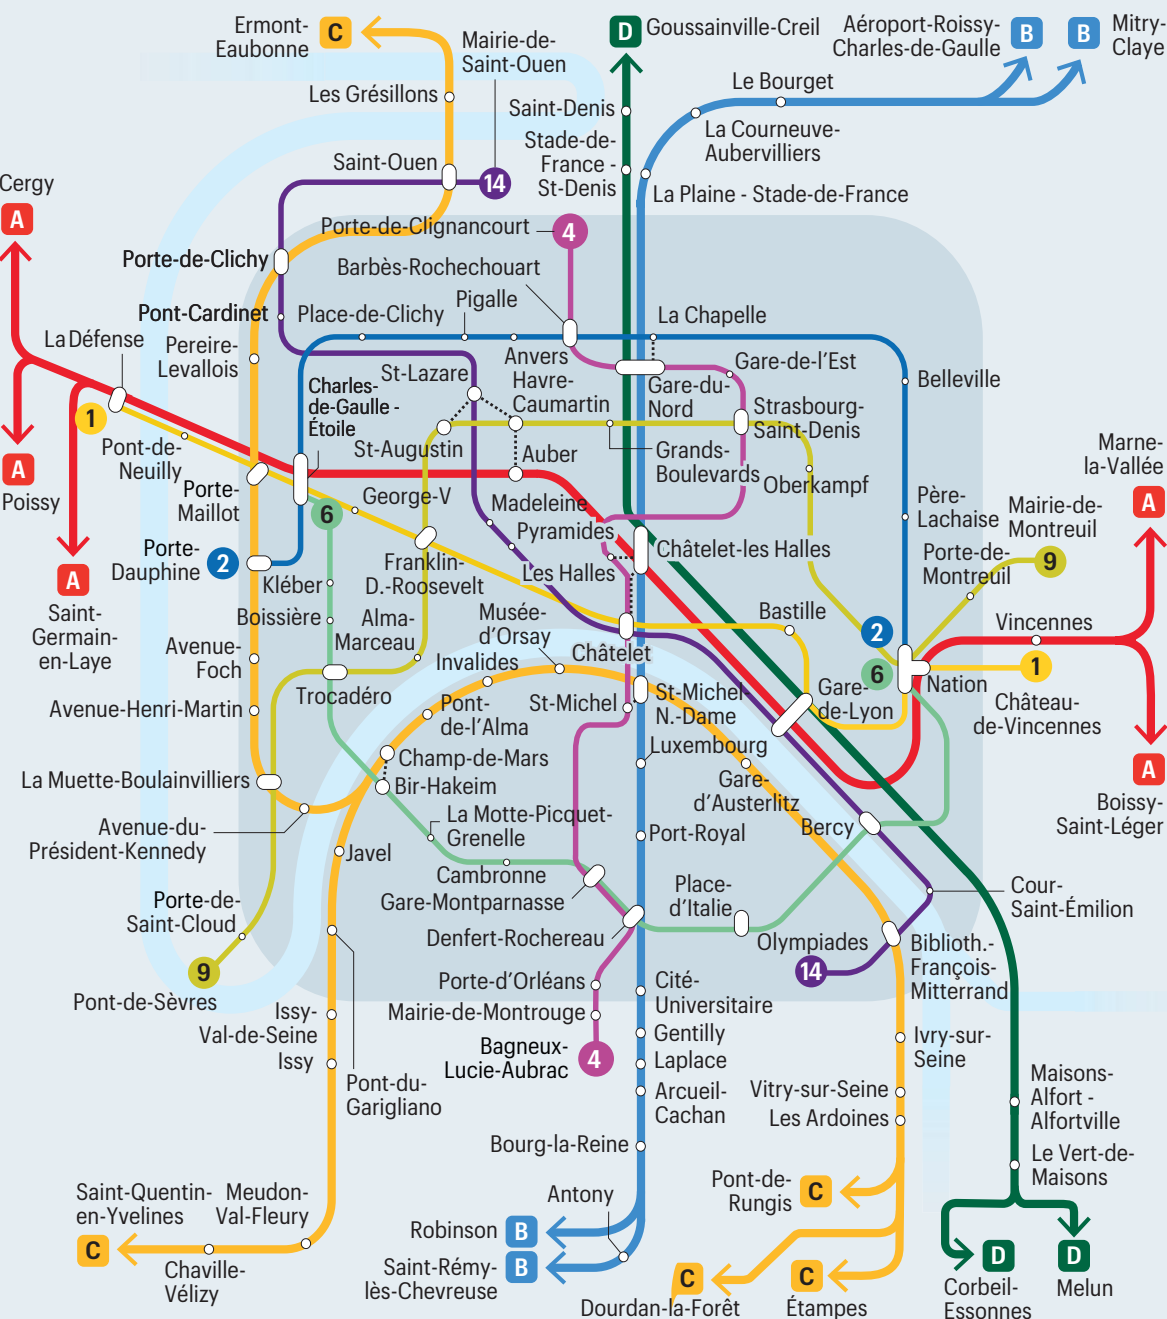 Ermont-
Eaubonne
C
Mairie-de-
Saint-Ouen
D
Goussainville-Creil
Aéroport-Roissy-
Charles-de-Gaulle
B
B
Mitry-
Claye
Les Grésillons
Saint-Denis
Le Bourget
La Courneuve-
Aubervilliers
Stade-de-
France -
St-Denis
Saint-Ouen
14
La Plaine - Stade-de-France
Cergy
A
Porte-de-Clignancourt
4
Porte-de-Clichy
Barbès-Rochechouart
Pont-Cardinet
Place-de-Clichy
Pigalle
La Chapelle
La Défense
Pereire-
Levallois
Anvers
Gare-de-l'Est
St-Lazare
Charles-
de-Gaulle -
Étoile
Havre-
Caumartin
Gare-du-
Nord
Belleville
1
Strasbourg-
Saint-Denis
Pont-de-
Neuilly
St-Augustin
Auber
Grands-
Boulevards
Marne-
la-Vallée
A
A
Poissy
Porte-
Maillot
6
George-V
Madeleine
Oberkampf
Père-
Lachaise
Mairie-de-
Montreuil
Pyramides
Châtelet-les Halles
Porte-
Dauphine
2
Porte-de-
Montreuil
9
A
Saint-
Germain-
en-Laye
Kléber
Franklin-
D.-Roosevelt
Les Halles
Boissière
Alma-
Marceau
Musée-
d'Orsay
Bastille
2
Vincennes
Avenue-
Foch
Invalides
Châtelet
6
Nation
1
Château-
de-Vincennes
Trocadéro
Avenue-Henri-Martin
Pont-
de-l'Alma
St-Michel
St-Michel-
N.-Dame
Gare-
de-Lyon
Luxembourg
La Muette-Boulainvilliers
Champ-de-Mars
Bir-Hakeim
Gare-
d'Austerlitz
A
Boissy-
Saint-Léger
Avenue-du-
Président-Kennedy
La Motte-Picquet-
Grenelle
Port-Royal
Bercy
Javel
Cambronne
Gare-Montparnasse
Place-
d'Italie
Cour-
Saint-Émilion
Porte-de-
Saint-Cloud
Denfert-Rochereau
Olympiades
14
Biblioth.-
François-
Mitterrand
9
Pont-de-Sèvres
Porte-d'Orléans
Cité-
Universitaire
Issy-
Val-de-Seine
Mairie-de-Montrouge
Gentilly
Issy
Bagneux-
Lucie-Aubrac
4
Laplace
Ivry-sur-
Seine
Pont-du-
Garigliano
Arcueil-
Cachan
Vitry-sur-Seine
Les Ardoines
Maisons-
Alfort -
Alfortville
Bourg-la-Reine
Le Vert-de-
Maisons
Saint-Quentin-
en-Yvelines
Meudon-
Val-Fleury
Antony
Pont-de-
Rungis
C
Robinson
B
C
Chaville-
Vélizy
Saint-Rémy-
lès-Chevreuse
B
C
Dourdan-la-Forêt
C
Étampes
D
Corbeil-
Essonnes
D
Melun